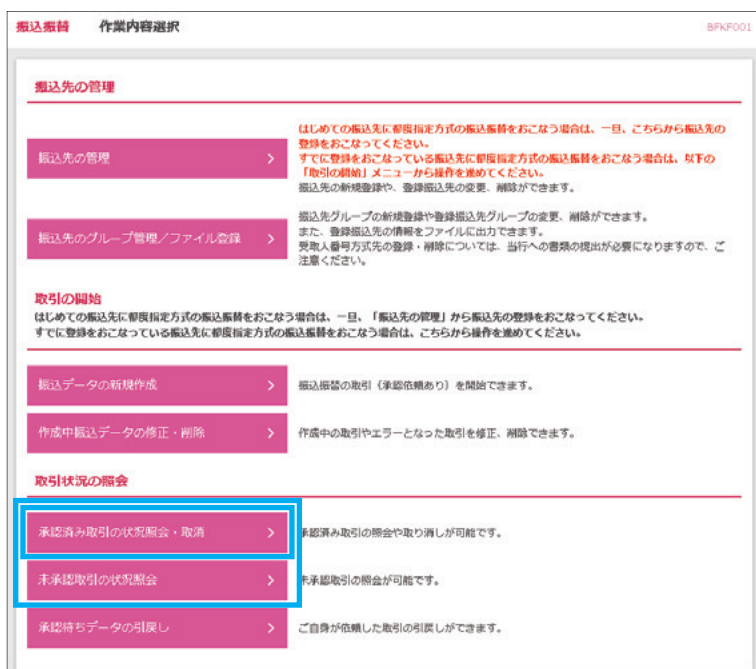 振込振替 作業内容選択 BFKF001
振込先の管理
振込先の管理
はじめての振込先に都度指定方式の振込振替をおこなう場合は、一旦、こちらから振込先の
登録をおこなってください。
すでに登録をおこなっている振込先に都度指定方式の振込振替をおこなう場合は、以下の
「取引の開始」メニューから操作を進めてください。
振込先の新規登録や、登録振込先の変更、削除ができます。
振込先のグループ管理／ファイル登録
振込先グループの新規登録や登録振込先グループの変更、削除ができます。
また、登録振込先の情報をファイルに出力できます。
受取人番号方式先の登録・削除については、当行への書類の提出が必要になりますので、ご
注意ください。
取引の開始
はじめての振込先に都度指定方式の振込振替をおこなう場合は、一旦、「振込先の管理」から振込先の登録をおこなってください。
すでに登録をおこなっている振込先に都度指定方式の振込振替をおこなう場合は、こちらから操作を進めてください。
振込データの新規作成
振込振替の取引（承認依頼あり）を開始できます。
作成中振込データの修正・削除
作成中の取引やエラーとなった取引を修正、削除できます。
取引状況の照会
承認済み取引の状況照会・取消
承認済み取引の照会や取り消しが可能です。
未承認取引の状況照会
未承認取引の照会が可能です。
承認待ちデータの引戻し
ご自身が依頼した取引の引戻しができます。